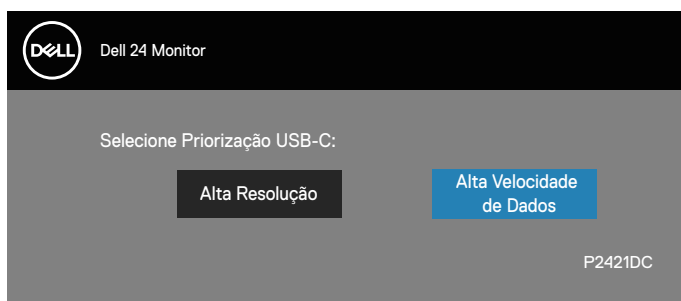 DELL
Dell 24 Monitor
Selecione Priorização USB-C:
Alta Resolução
Alta Velocidade
de Dados
P2421DC